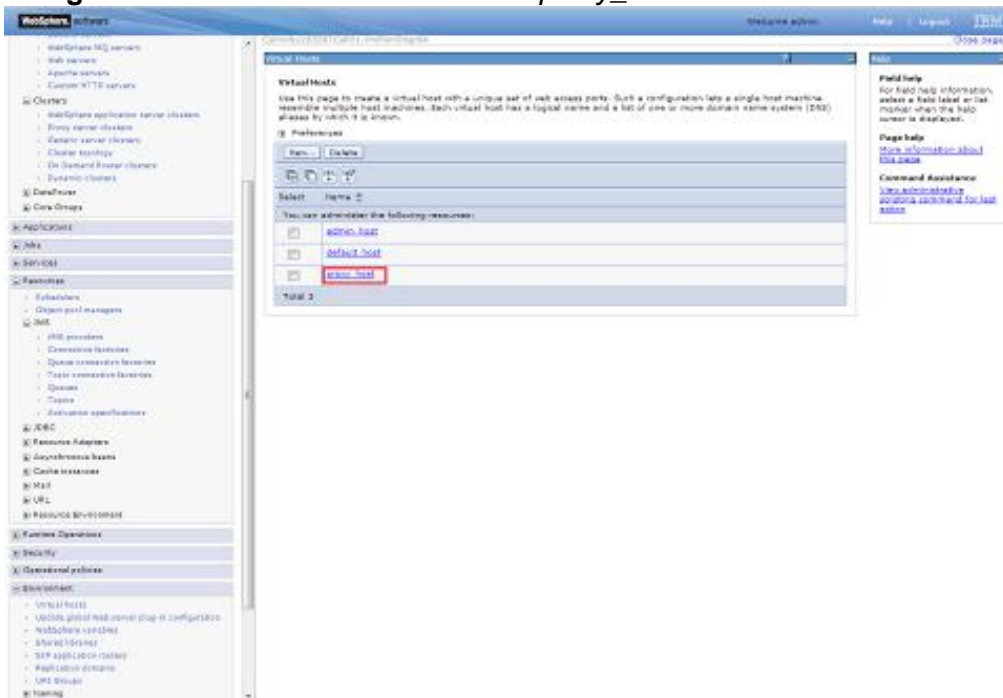 WebSphere. software
Welcome admin
Help | Logout
IBM
Close page
WebSphere MQ servers
Web servers
Apache servers
Custom HTTP servers
Clusters
WebSphere application server clusters
Proxy server clusters
Generic server clusters
Cluster topology
On Demand Router clusters
Dynamic clusters
DataPower
Core Groups
Applications
Jobs
Services
Resources
Schedulers
Object pool managers
JMS
JMS providers
Connection factories
Queue connection factories
Topic connection factories
Queues
Topics
Activation specifications
JDBC
Resource Adapters
Asynchronous beans
Cache instances
Mail
URL
Resource Environment
Runtime Operations
Security
Operational policies
Environment
Virtual hosts
Update global Web server plug-in configuration
WebSphere variables
Shared libraries
SIP application routers
Replication domains
URI Groups
Naming
Virtual Hosts
Virtual Hosts
Use this page to create a virtual host with a unique set of web access ports. Such a configuration lets a single host machine
resemble multiple host machines. Each virtual host has a logical name and a list of one or more domain name system (DNS)
aliases by which it is known.
Preferences
New... Delete
Select Name
You can administer the following resources:
admin_host
default_host
proxy_host
Total 3
Help
Field help
For field help information,
select a field label or list
marker when the help
cursor is displayed.
Page help
More information about
this page
Command Assistance
View administrative
scripting command for last
action